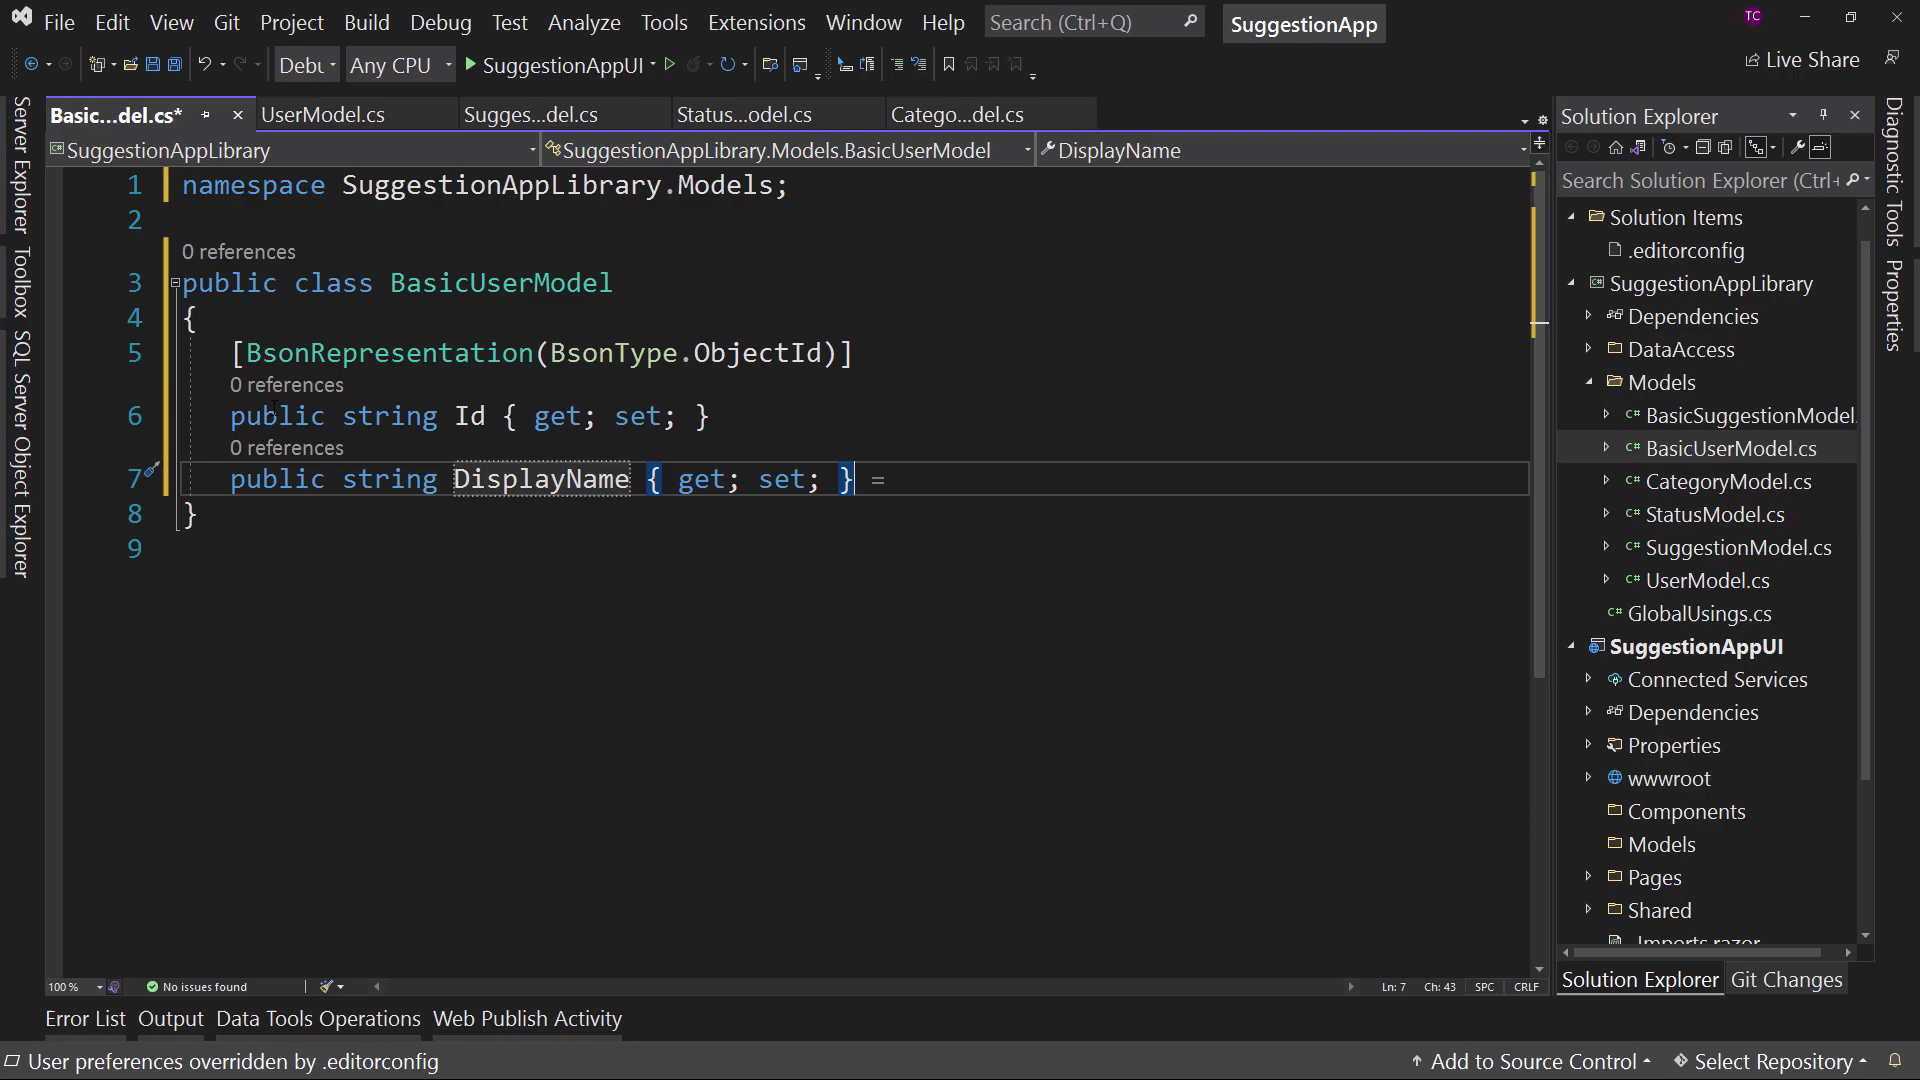 File Edit View Git Project Build Debug Test Analyze Tools Extensions Window Help Search (Ctrl+Q) SuggestionApp TC
Debu Any CPU SuggestionAppUI Live Share
Basic...del.cs* UserModel.cs Sugges...del.cs Status...odel.cs Catego...del.cs
SuggestionAppLibrary SuggestionAppLibrary.Models.BasicUserModel DisplayName
1 namespace SuggestionAppLibrary.Models;
2
0 references
3 public class BasicUserModel
4 {
5 [BsonRepresentation(BsonType.ObjectId)]
0 references
6 public string Id { get; set; }
0 references
7 public string DisplayName { get; set; } =
8 }
9
100 % No issues found Ln: 7 Ch: 43 SPC CRLF
Server Explorer
Toolbox
SQL Server Object Explorer
Solution Explorer
Search Solution Explorer (Ctrl+
Solution Items
.editorconfig
SuggestionAppLibrary
Dependencies
DataAccess
Models
C# BasicSuggestionModel.
C# BasicUserModel.cs
C# CategoryModel.cs
C# StatusModel.cs
C# SuggestionModel.cs
C# UserModel.cs
C# GlobalUsings.cs
SuggestionAppUI
Connected Services
Dependencies
Properties
wwwroot
Components
Models
Pages
Shared
_Imports.razor
Solution Explorer Git Changes
Diagnostic Tools
Properties
Error List Output Data Tools Operations Web Publish Activity
User preferences overridden by .editorconfig Add to Source Control Select Repository